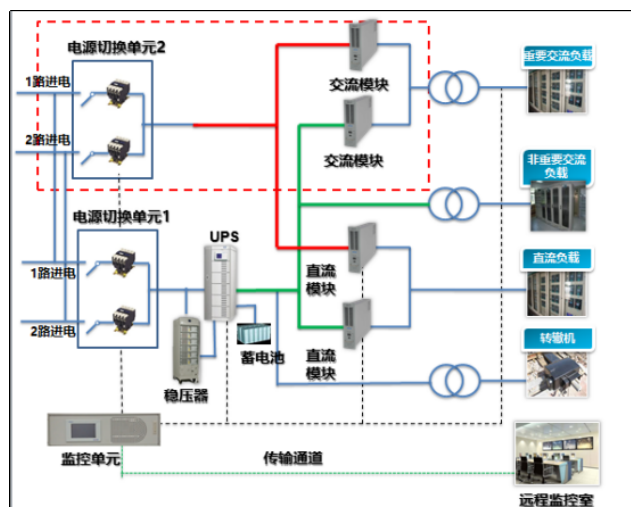 电源切换单元2
1路进电
2路进电
交流模块
交流模块
重要交流负载
非重要交流
负载
电源切换单元1
1路进电
2路进电
UPS
稳压器
蓄电池
直流
模块
直流
模块
直流负载
转辙机
监控单元
传输通道
远程监控室